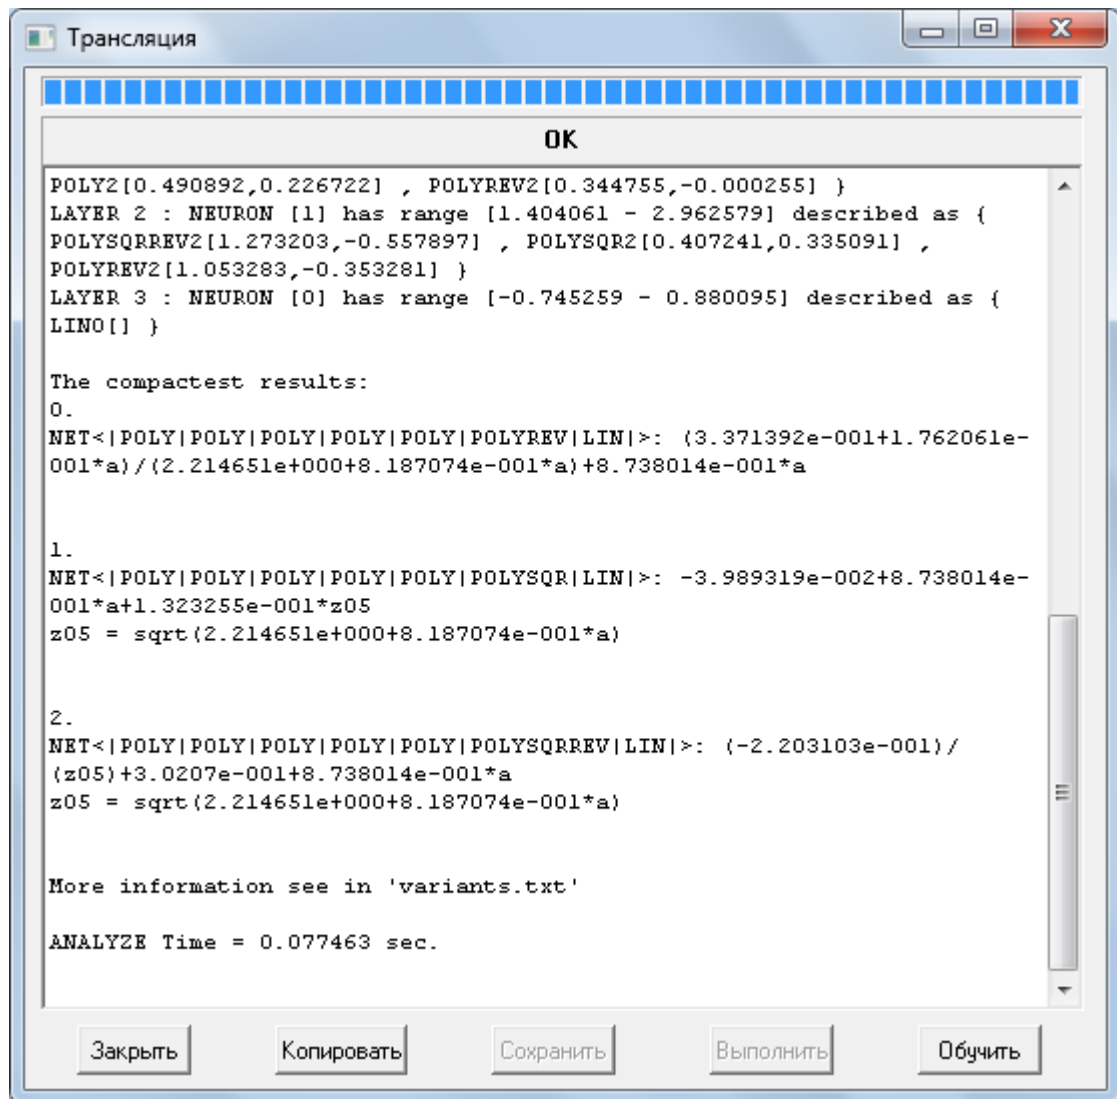 Трансляция
OK
POLY2[0.490892,0.226722] , POLYREV2[0.344755,-0.000255] }
LAYER 2 : NEURON [1] has range [1.404061 - 2.962579] described as {
POLYSQRREV2[1.273203,-0.557897] , POLYSQR2[0.407241,0.335091] ,
POLYREV2[1.053283,-0.353281] }
LAYER 3 : NEURON [0] has range [-0.745259 - 0.880095] described as {
LIN0[] }
The compactest results:
0.
NET<|POLY|POLY|POLY|POLY|POLY|POLYREV|LIN|>: (3.371392e-001+1.762061e-
001*a)/(2.214651e+000+8.187074e-001*a)+8.738014e-001*a
1.
NET<|POLY|POLY|POLY|POLY|POLY|POLYSQR|LIN|>: -3.989319e-002+8.738014e-
001*a+1.323255e-001*z05
z05 = sqrt(2.214651e+000+8.187074e-001*a)
2.
NET<|POLY|POLY|POLY|POLY|POLY|POLYSQRREV|LIN|>: (-2.203103e-001)/
(z05)+3.0207e-001+8.738014e-001*a
z05 = sqrt(2.214651e+000+8.187074e-001*a)
More information see in 'variants.txt'
ANALYZE Time = 0.077463 sec.
Закрыть Копировать Сохранить Выполнить Обучить